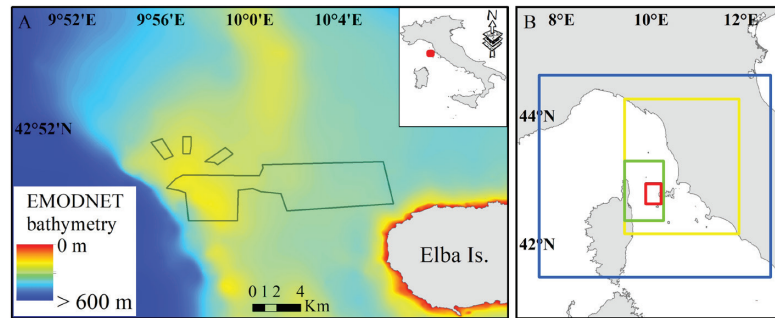 A 9°52'E 9°56'E 10°0'E 10°4'E
N
42°52'N
EMODNET
bathymetry
0 m
> 600 m
0 1 2 4
Km
Elba Is.
B 8°E 10°E 12°E
44°N
42°N